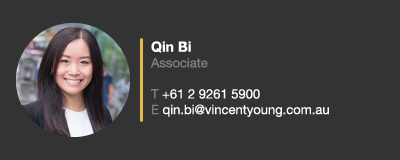 Qin Bi
Associate
T +61 2 9261 5900
E qin.bi@vincentyoung.com.au